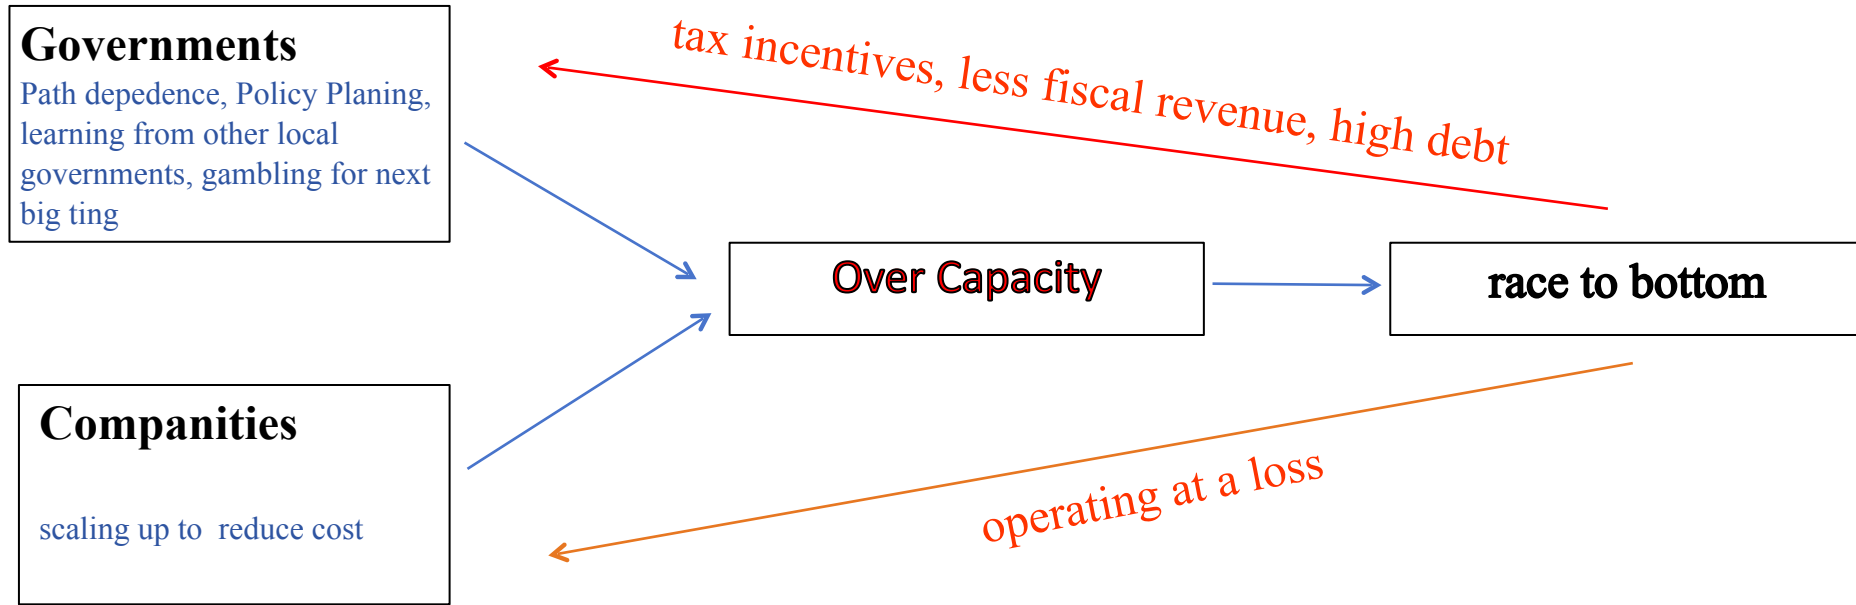 Governments
Path depedence, Policy Planing,
learning from other local
governments, gambling for next
big ting
tax incentives, less fiscal revenue, high debt
Over Capacity
race to bottom
Companities
scaling up to  reduce cost
operating at a loss